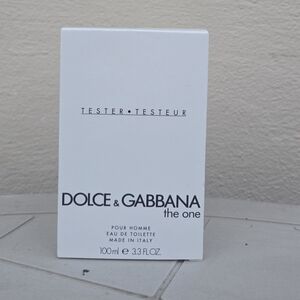 TESTER • TESTEUR
DOLCE & GABBANA
the one
POUR HOMME
EAU DE TOILETTE
MADE IN ITALY
100ml ℮ 3.3 FL.OZ.